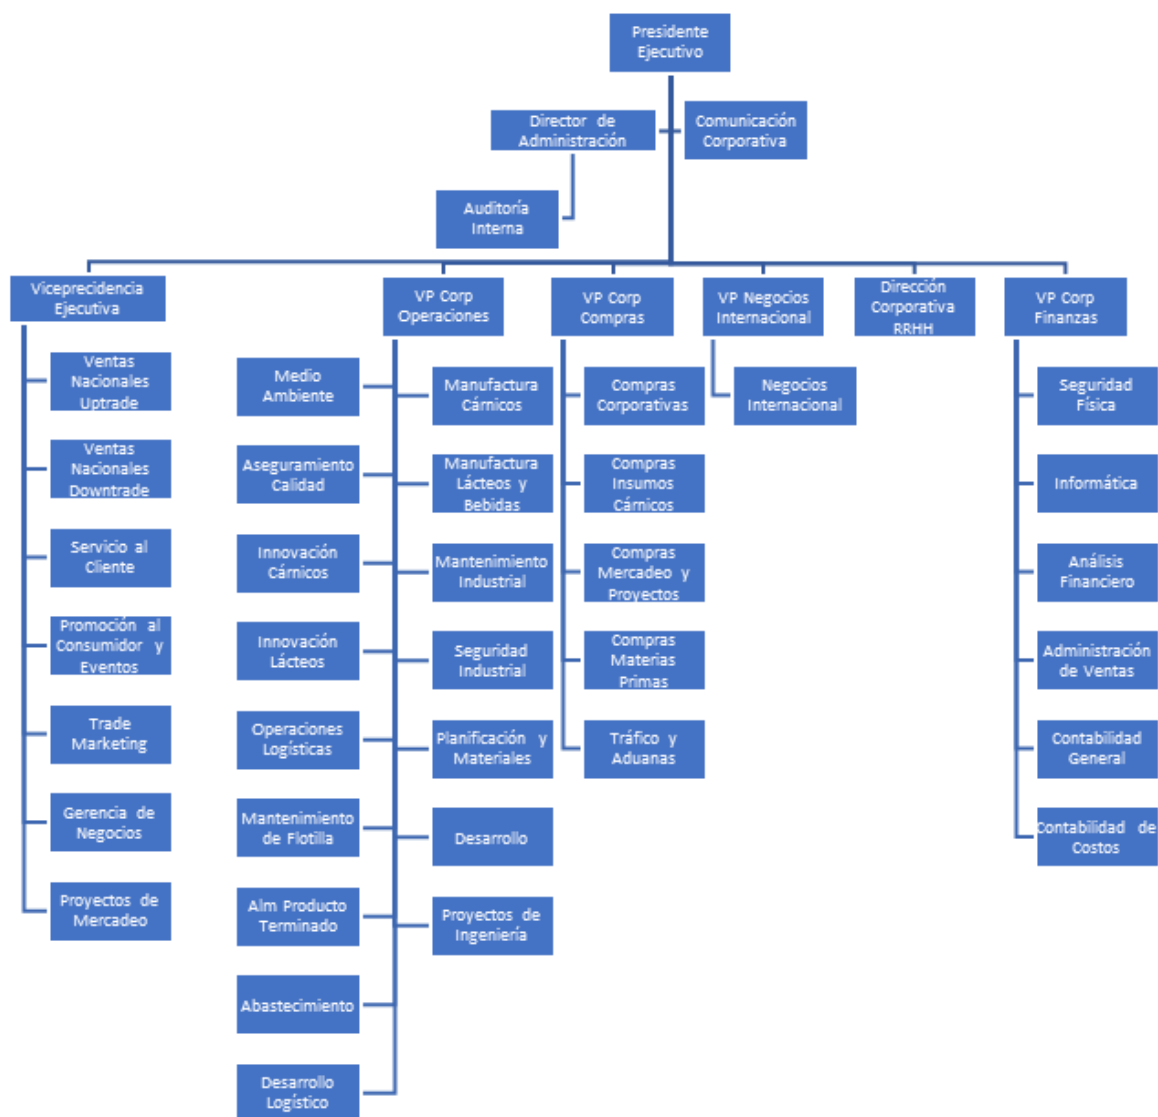 Presidente
Ejecutivo
Director de
Administración
Comunicación
Corporativa
Auditoría
Interna
Viceprecidencia
Ejecutiva
VP Corp
Operaciones
VP Corp
Compras
VP Negocios
Internacional
Dirección
Corporativa
RRHH
VP Corp
Finanzas
Ventas
Nacionales
Uptrade
Ventas
Nacionales
Downtrade
Servicio al
Cliente
Promoción al
Consumidor y
Eventos
Trade
Marketing
Gerencia de
Negocios
Proyectos de
Mercadeo
Medio
Ambiente
Aseguramiento
Calidad
Innovación
Cárnicos
Innovación
Lácteos
Operaciones
Logísticas
Mantenimiento
de Flotilla
Alm Producto
Terminado
Abastecimiento
Desarrollo
Logístico
Manufactura
Cárnicos
Manufactura
Lácteos y
Bebidas
Mantenimiento
Industrial
Seguridad
Industrial
Planificación y
Materiales
Desarrollo
Proyectos de
Ingeniería
Compras
Corporativas
Compras
Insumos
Cárnicos
Compras
Mercadeo y
Proyectos
Compras
Materias
Primas
Tráfico y
Aduanas
Negocios
Internacional
Seguridad
Física
Informática
Análisis
Financiero
Administración
de Ventas
Contabilidad
General
Contabilidad de
Costos